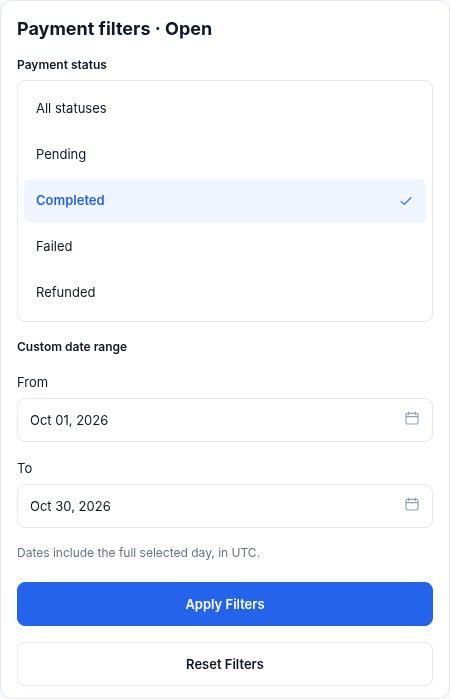 Payment filters · Open
Payment status
All statuses
Pending
Completed
Failed
Refunded
Custom date range
From
Oct 01, 2026
To
Oct 30, 2026
Dates include the full selected day, in UTC.
Apply Filters
Reset Filters